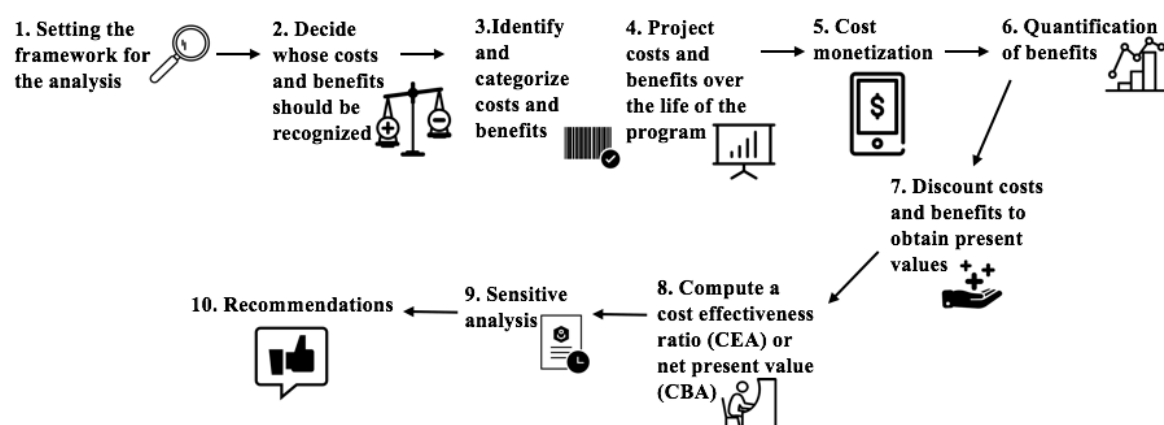 1. Setting the
framework for
the analysis
2. Decide
whose costs
and benefits
should be
recognized
3.Identify
and
categorize
costs and
benefits
4. Project
costs and
benefits over
the life of the
program
5. Cost
monetization
$
6. Quantification
of benefits
7. Discount costs
and benefits to
obtain present
values
8. Compute a
cost effectiveness
ratio (CEA) or
net present value
(CBA)
9. Sensitive
analysis
10. Recommendations